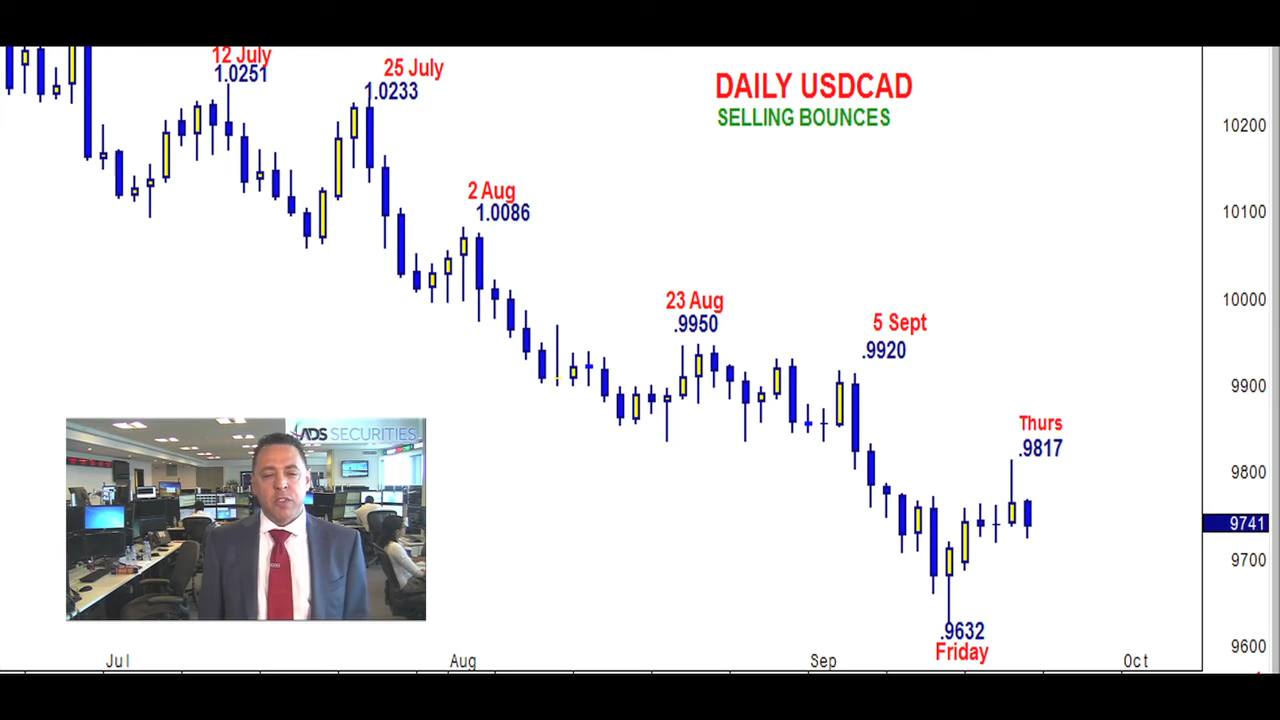 12 July
1.0251
25 July
1.0233
DAILY USDCAD
SELLING BOUNCES
2 Aug
1.0086
23 Aug
.9950
5 Sept
.9920
Thurs
.9817
.9632
Friday
10200
10100
10000
9900
9800
9741
9700
9600
Jul
Aug
Sep
Oct
ADS SECURITIES